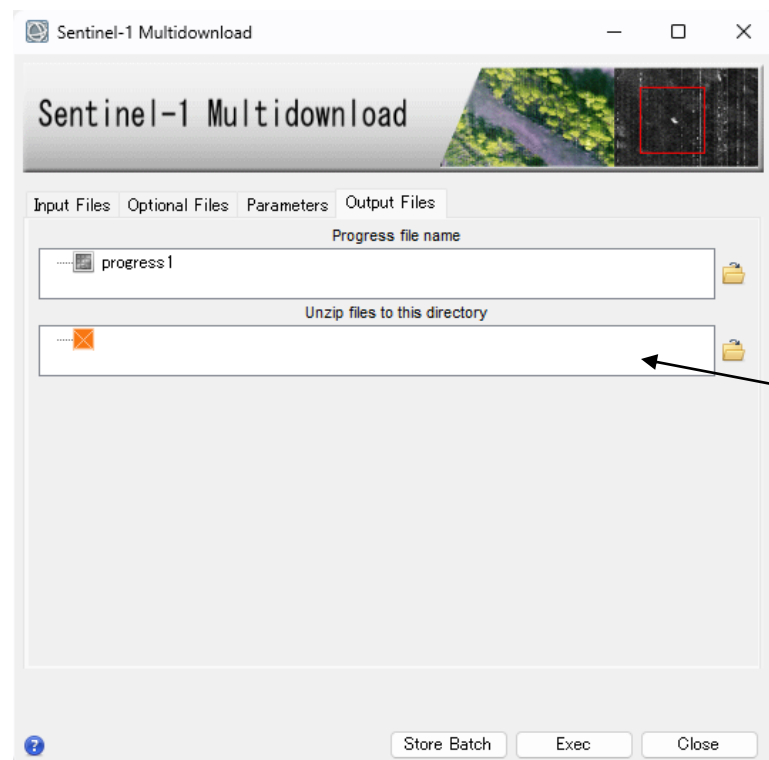 Sentinel-1 Multidownload
Sentinel-1 Multidownload
Input Files Optional Files Parameters Output Files
Progress file name
progress1
Unzip files to this directory
?
Store Batch Exec Close